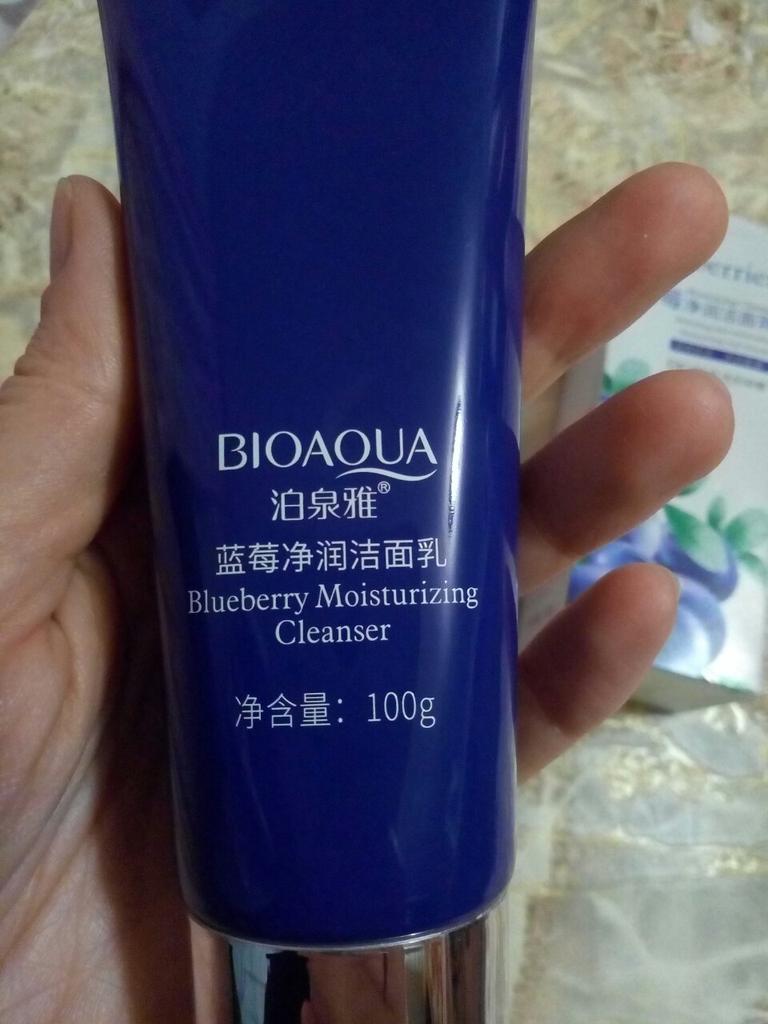 BIOAQUA
泊泉雅®
蓝莓净润洁面乳
Blueberry Moisturizing
Cleanser
净含量：100g